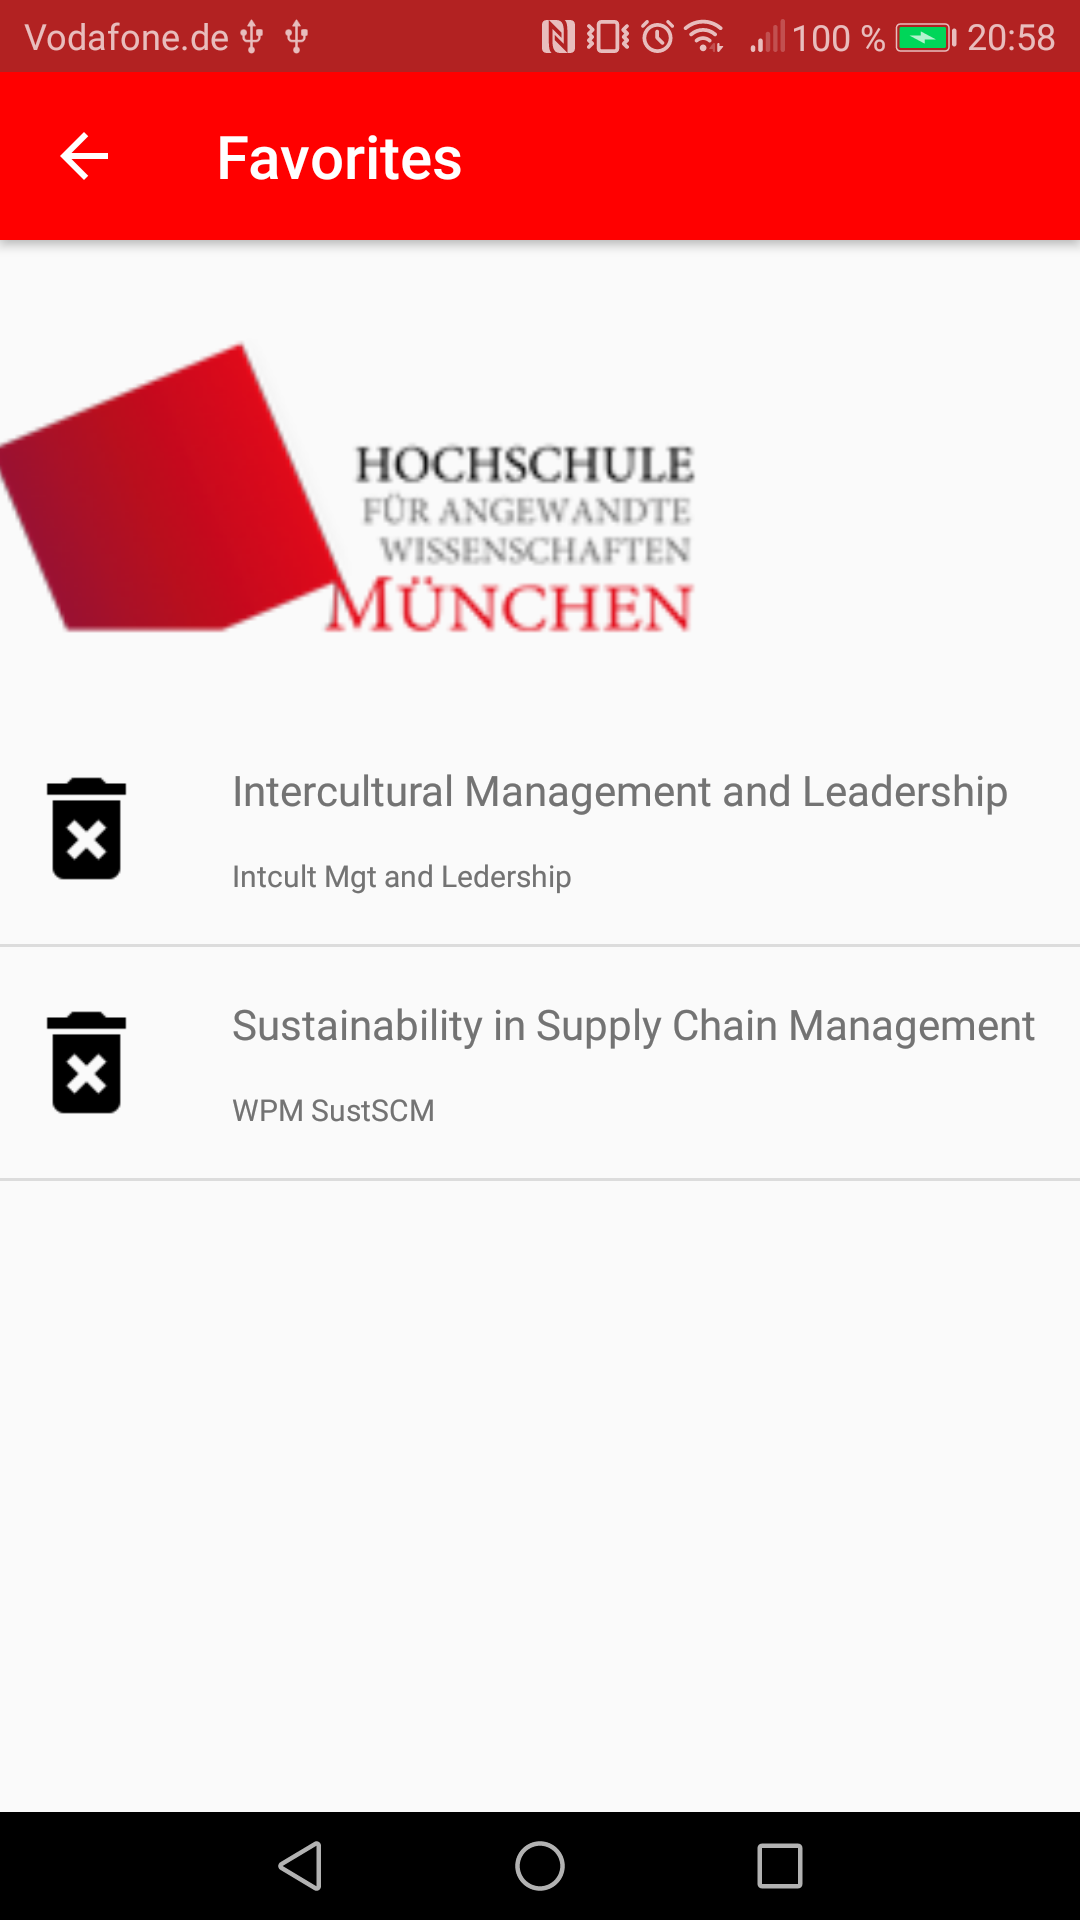 Vodafone.de 100 % 20:58
Favorites
HOCHSCHULE
FÜR ANGEWANDTE
WISSENSCHAFTEN
MÜNCHEN
Intercultural Management and Leadership
Intcult Mgt and Ledership
Sustainability in Supply Chain Management
WPM SustSCM